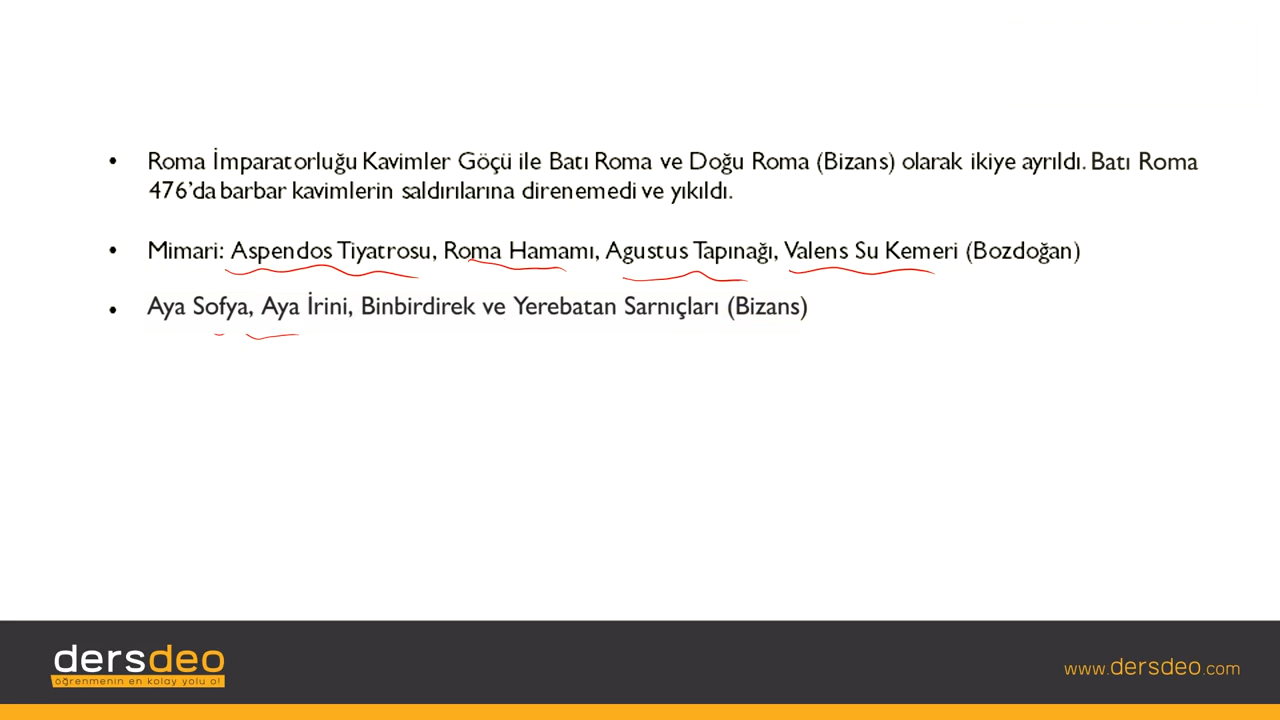 • Roma İmparatorluğu Kavimler Göçü ile Batı Roma ve Doğu Roma (Bizans) olarak ikiye ayrıldı. Batı Roma
476’da barbar kavimlerin saldırılarına direnemedi ve yıkıldı.
• Mimari: Aspendos Tiyatrosu, Roma Hamamı, Agustus Tapınağı, Valens Su Kemeri (Bozdoğan)
• Aya Sofya, Aya İrini, Binbirdirek ve Yerebatan Sarnıçları (Bizans)
dersdeo
öğrenmenin en kolay yolu o!
www.dersdeo.com